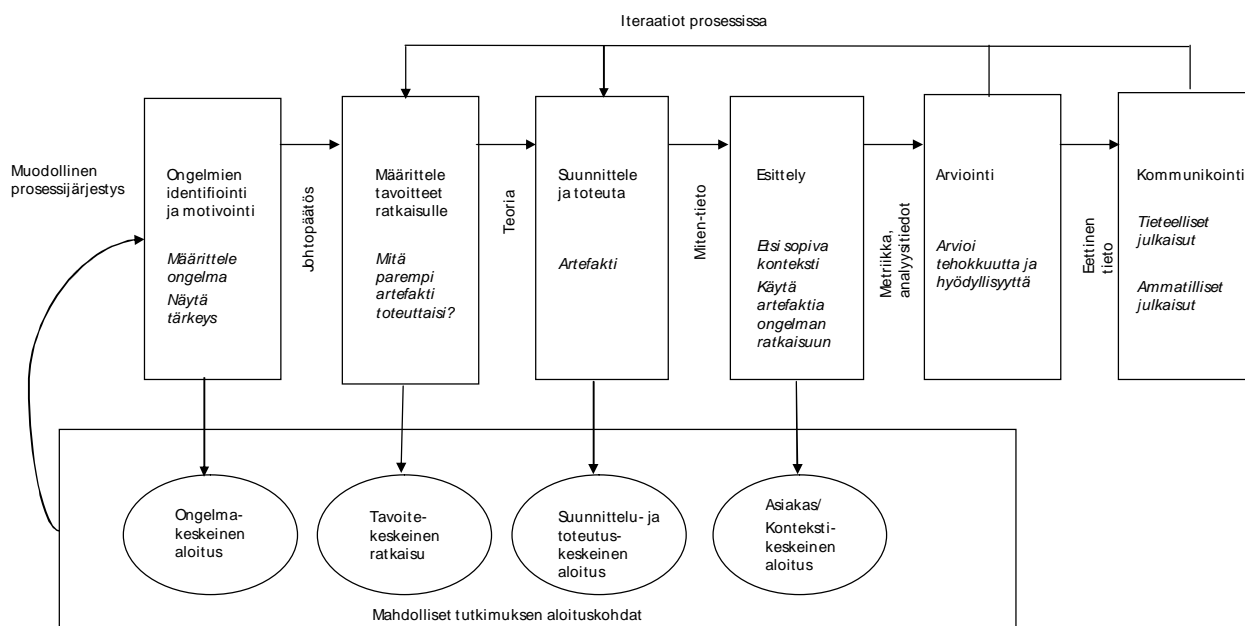 Iteraatiot prosessissa
Muodollinen
prosessijärjestys
Ongelmien
identifiointi
ja motivointi
Määrittele
ongelma
Näytä
tärkeys
Johtopäätös
Määrittele
tavoitteet
ratkaisulle
Mitä
parempi
artefakti
toteuttaisi?
Teoria
Suunnittele
ja toteuta
Artefakti
Miten-tieto
Esittely
Etsi sopiva
konteksti
Käytä
artefaktia
ongelman
ratkaisuun
Metriikka,
analyysitiedot
Arviointi
Arvioi
tehokkuutta ja
hyödyllisyyttä
Eettinen
tieto
Kommunikointi
Tieteelliset
julkaisut
Ammatilliset
julkaisut
Ongelma-
keskeinen
aloitus
Tavoite-
keskeinen
ratkaisu
Suunnittelu- ja
toteutus-
keskeinen
aloitus
Asiakas/
Konteksti-
keskeinen
aloitus
Mahdolliset tutkimuksen aloituskohdat